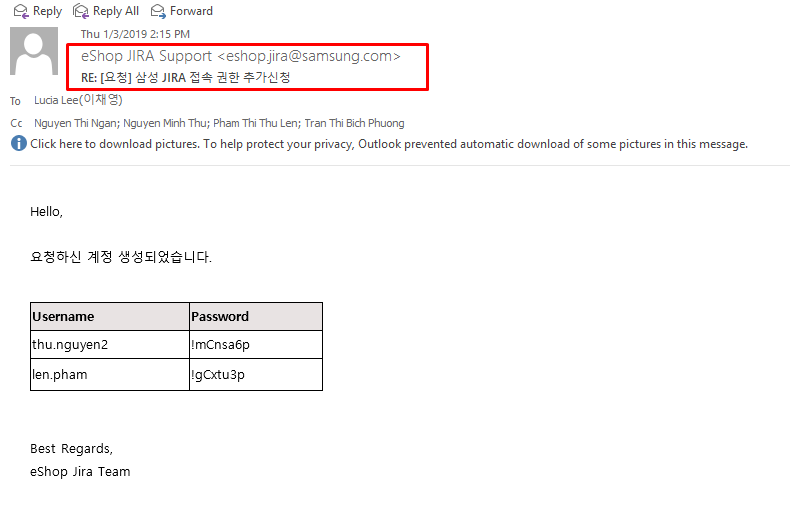 Reply Reply All Forward
Thu 1/3/2019 2:15 PM
eShop JIRA Support <eshop.jira@samsung.com>
RE: [요청] 삼성 JIRA 접속 권한 추가신청
To Lucia Lee(이채영)
Cc Nguyen Thi Ngan; Nguyen Minh Thu; Pham Thi Thu Len; Tran Thi Bich Phuong
Click here to download pictures. To help protect your privacy, Outlook prevented automatic download of some pictures in this message.
Hello,
요청하신 계정 생성되었습니다.
Username Password
thu.nguyen2 !mCnsa6p
len.pham !gCxtu3p
Best Regards,
eShop Jira Team